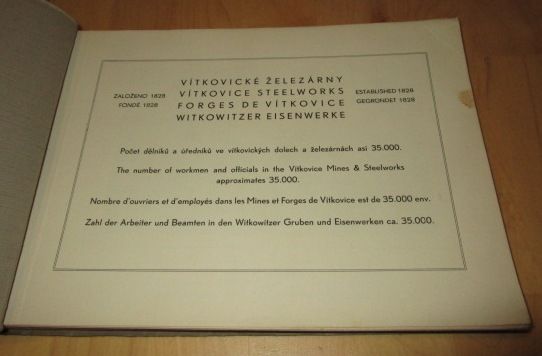 VÍTKOVICKÉ ŽELEZÁRNY
VÍTKOVICE STEELWORKS
FORGES DE VÍTKOVICE
WITKOWITZER EISENWERKE
ZALOŽENO 1828
FONDÉ 1828
ESTABLISHED 1828
GEGRÜNDET 1828
Počet dělníků a úředníků ve vítkovických dolech a železárnách asi 35.000.
The number of workmen and officials in the Vítkovice Mines & Steelworks
approximates 35.000.
Nombre d'ouvriers et d'employés dans les Mines et Forges de Vítkovice est de 35.000 env.
Zahl der Arbeiter und Beamten in den Witkowitzer Gruben und Eisenwerken ca. 35.000.